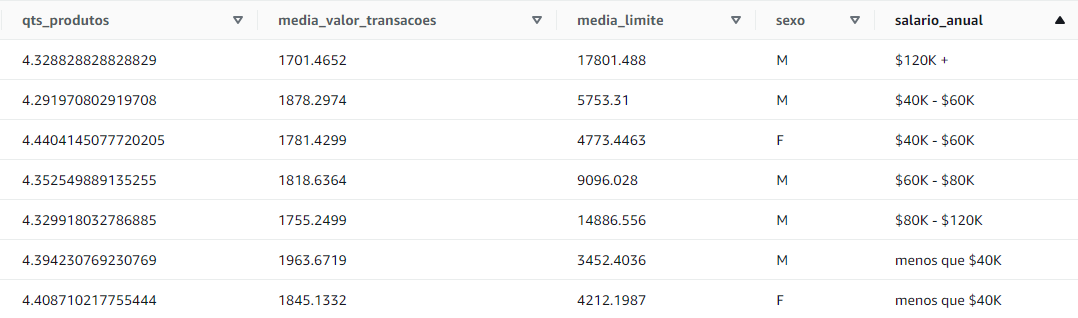 qts_produtos media_valor_transacoes media_limite sexo salario_anual
4.328828828828829 1701.4652 17801.488 M $120K +
4.291970802919708 1878.2974 5753.31 M $40K - $60K
4.4404145077720205 1781.4299 4773.4463 F $40K - $60K
4.352549889135255 1818.6364 9096.028 M $60K - $80K
4.329918032786885 1755.2499 14886.556 M $80K - $120K
4.394230769230769 1963.6719 3452.4036 M menos que $40K
4.408710217755444 1845.1332 4212.1987 F menos que $40K